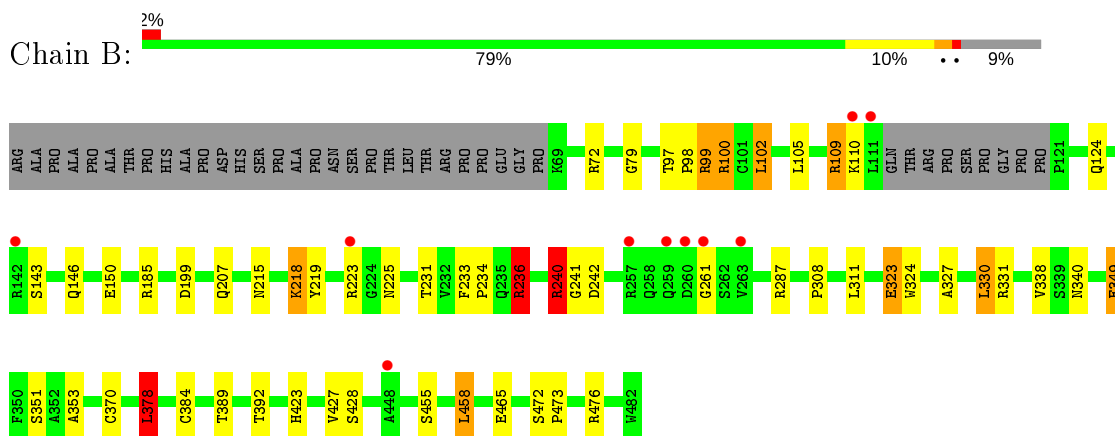 2%
Chain B:
79% 10% • • 9%
ARG ALA PRO ALA PRO ALA THR PRO HIS ALA PRO ASP HIS SER PRO ALA PRO ASN SER PRO THR LEU THR ARG PRO PRO GLU GLY PRO K69 R72 G79 T97 P98 R99 R100 C101 L102 L105 R109 K110 L111 GLN THR ARG PRO SER PRO GLY PRO PRO P121 Q124
R142 S143 Q146 E150 R185 D199 Q207 N215 K218 Y219 R223 G224 N225 T231 V232 F233 P234 Q235 R236 R240 G241 D242 R257 Q258 Q259 D260 G261 S262 V263 R287 P308 L311 E323 W324 A327 L330 R331 V338 S339 N340
F350 S351 A352 A353 C370 L378 C384 T389 T392 H423 V427 S428 A448 S455 L458 E465 S472 P473 R476 W482